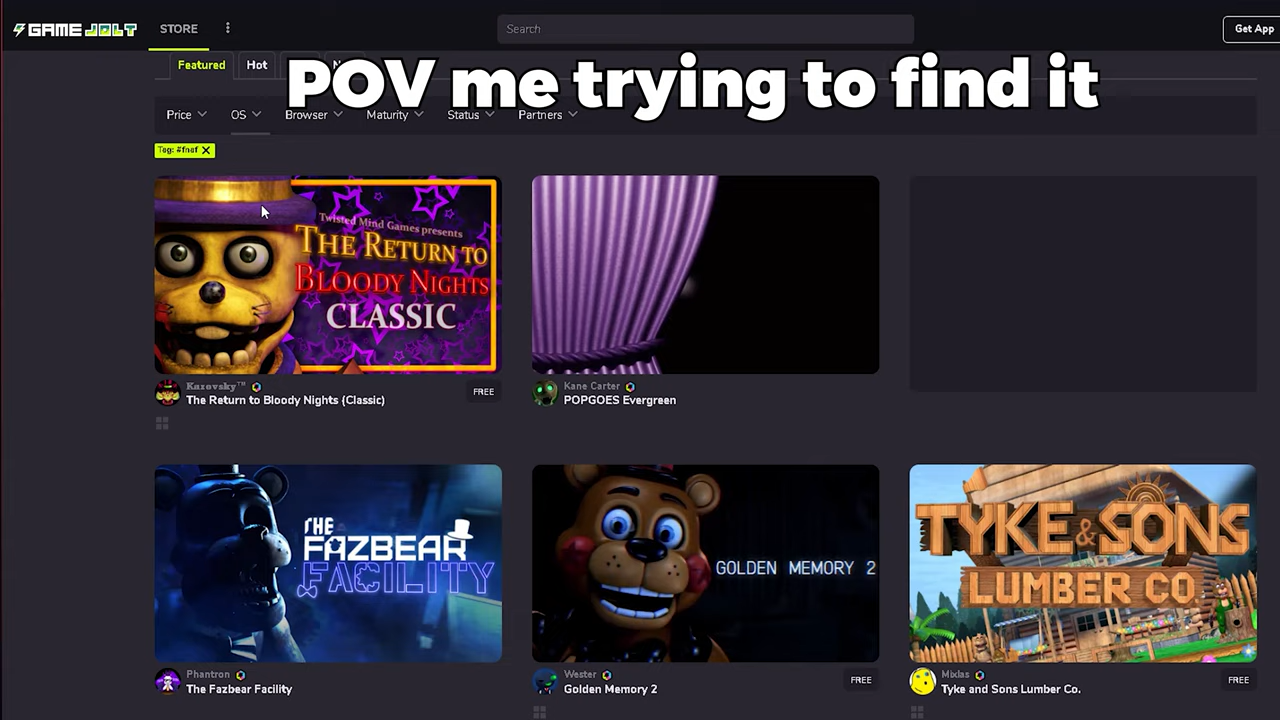 GAME JOLT
STORE
Search
Get App
Featured
Hot
POV me trying to find it
Price
OS
Browser
Maturity
Status
Partners
Tag: #fnaf
Twisted Mind Games presents
THE RETURN TO
BLOODY NIGHTS
CLASSIC
Kazovsky™
The Return to Bloody Nights (Classic)
FREE
Kane Carter
POPGOES Evergreen
THE
FAZBEAR
FACILITY
GOLDEN MEMORY 2
TYKE & SONS
LUMBER CO.
Phantron
The Fazbear Facility
Wester
Golden Memory 2
FREE
Mixlas
Tyke and Sons Lumber Co.
FREE